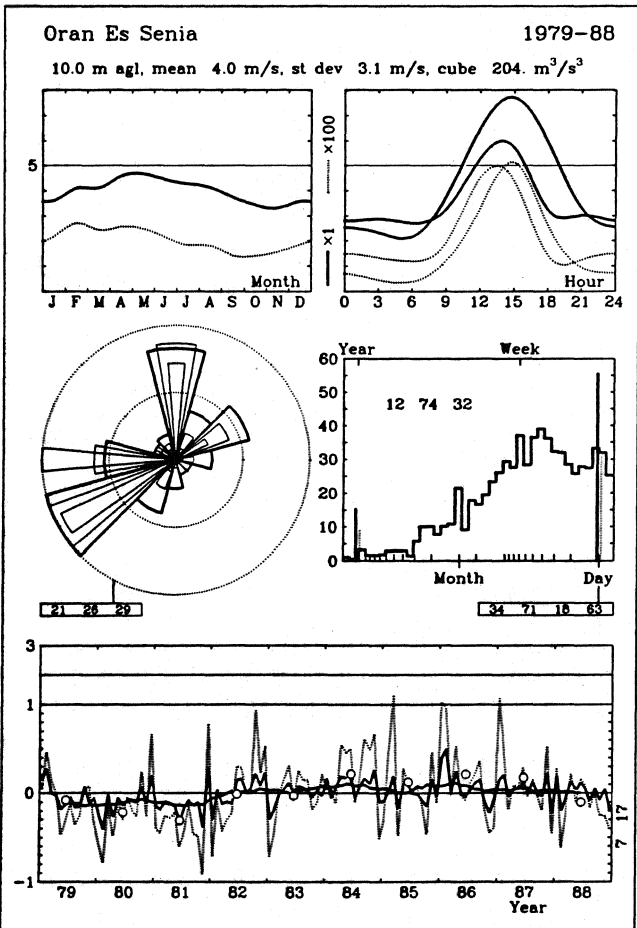 Oran Es Senia 1979-88
10.0 m agl, mean 4.0 m/s, st dev 3.1 m/s, cube 204. m³/s³
5
×1 ×100
Month
J F M A M J J A S O N D
Hour
0 3 6 9 12 15 18 21 24
Year Week
60
50
40
30
20
10
0
12 74 32
Month Day
21 26 29
34 71 18 63
3
1
0
-1
7 17
79 80 81 82 83 84 85 86 87 88
Year